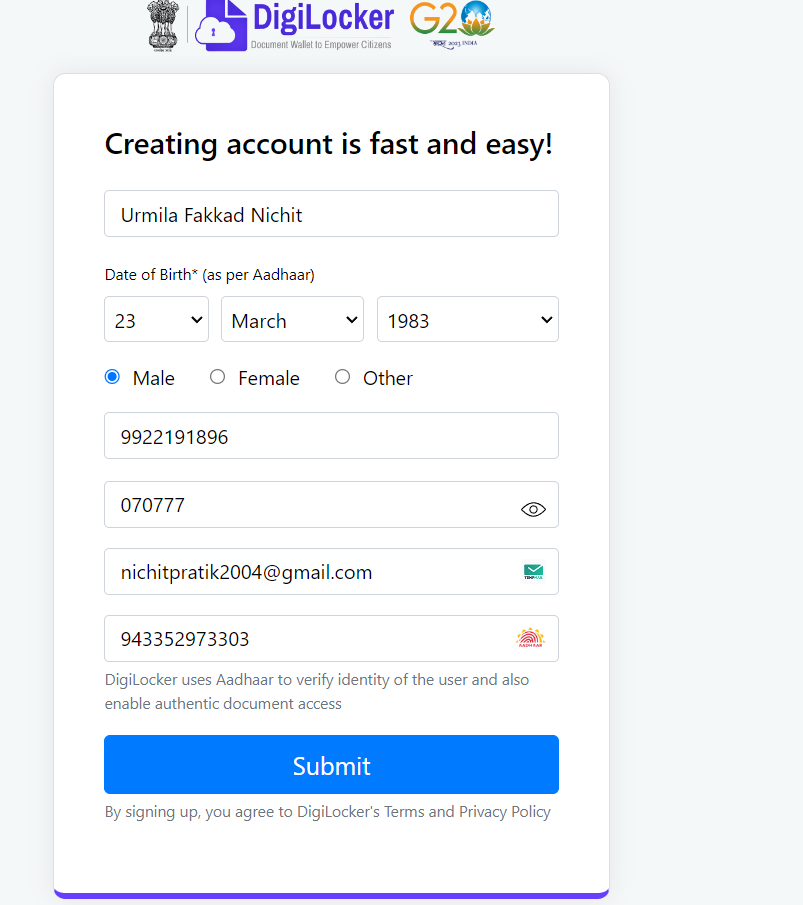 DigiLocker
Document Wallet to Empower Citizens
G20
2023 INDIA
Creating account is fast and easy!
Urmila Fakkad Nichit
Date of Birth* (as per Aadhaar)
23 March 1983
Male Female Other
9922191896
070777
nichitpratik2004@gmail.com
943352973303
AADHAAR
DigiLocker uses Aadhaar to verify identity of the user and also
enable authentic document access
Submit
By signing up, you agree to DigiLocker's Terms and Privacy Policy